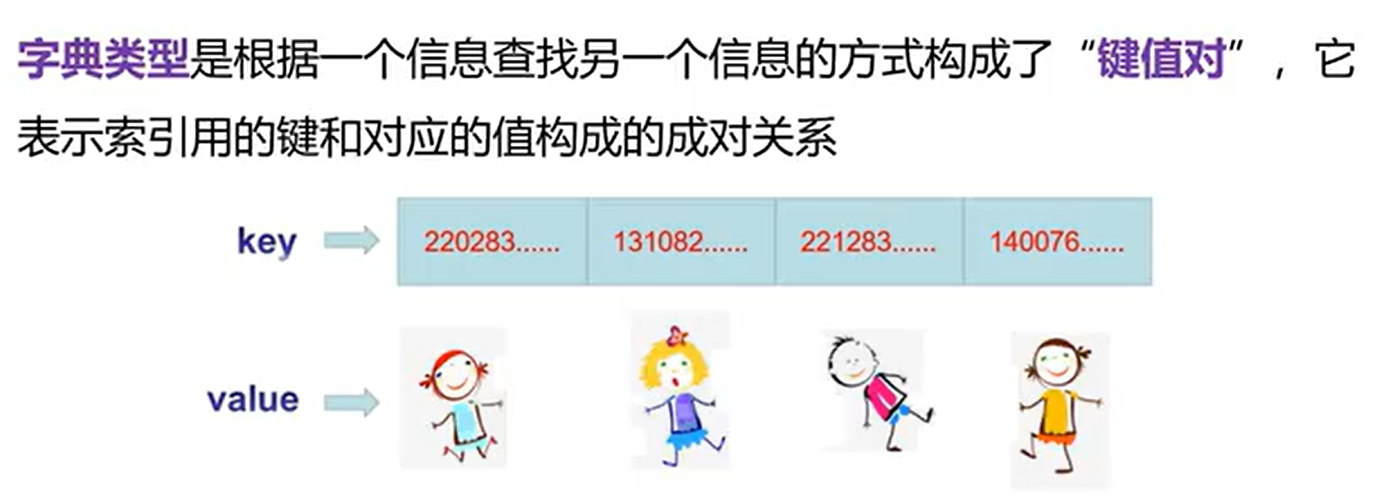 字典类型是根据一个信息查找另一个信息的方式构成了“键值对”，它
表示索引用的键和对应的值构成的成对关系
key 220283...... 131082...... 221283...... 140076......
value